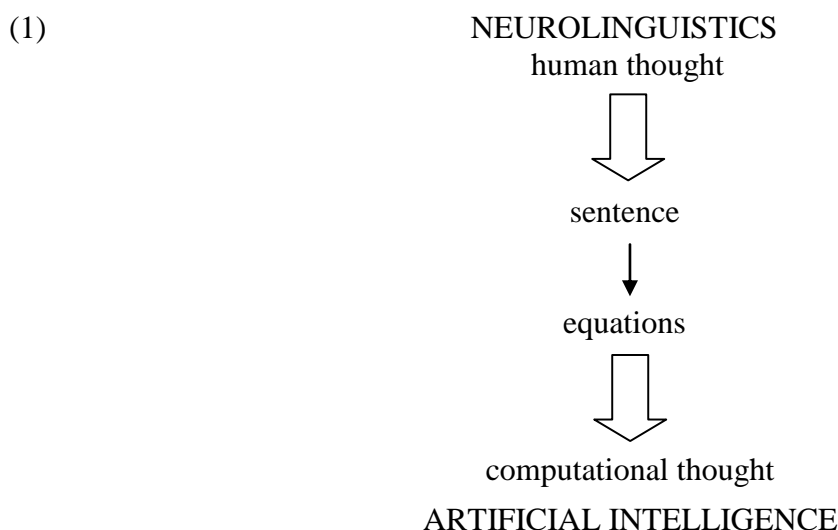 (1) NEUROLINGUISTICS
human thought
sentence
equations
computational thought
ARTIFICIAL INTELLIGENCE